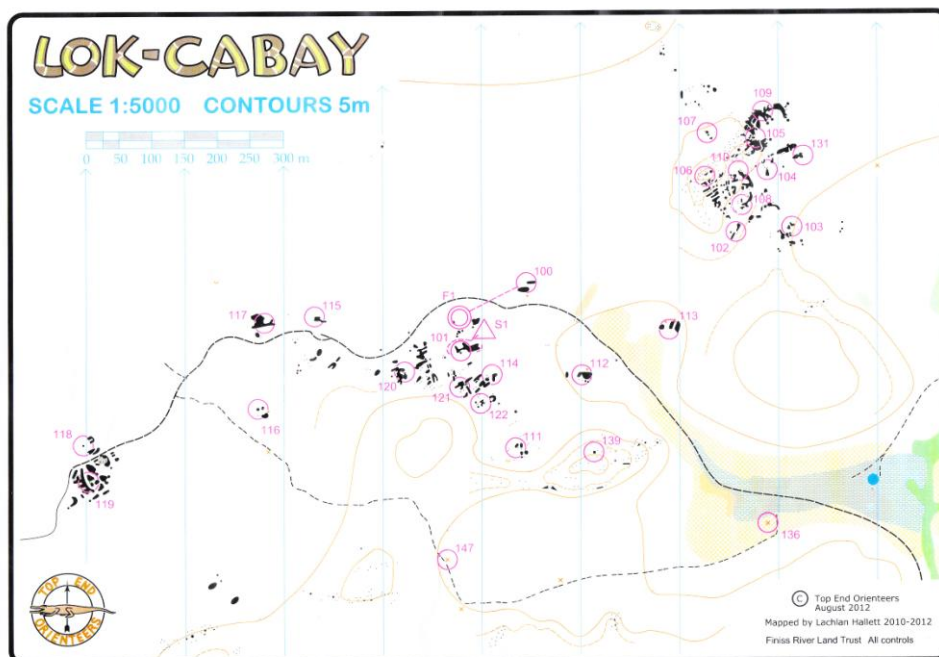 LOK-CABAY
SCALE 1:5000 CONTOURS 5m
0 50 100 150 200 300 m
109
107
105
131
110
106
104
108
102
103
100
F1
115
117
S1
113
101
114
112
120
121
122
116
111
139
118
119
136
147
TOP END
ORIENTEERS
C Top End Orienteers
August 2012
Mapped by Lachlan Hallett 2010-2012
Finiss River Land Trust All controls